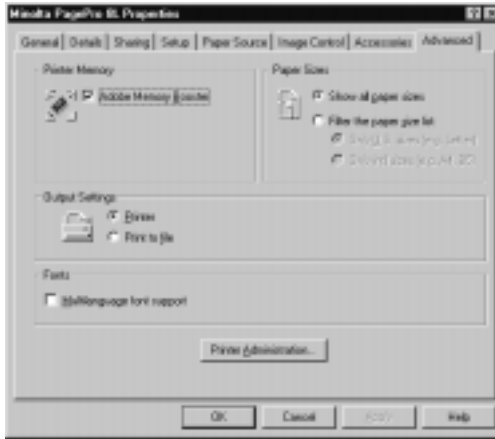 Minolta PagePro 8L Properties
General Details Sharing Setup Paper Source Image Control Accessories Advanced
Printer Memory
Adobe Memory Booster
Paper Sizes
Show all paper sizes
Filter the paper size list
Output Settings
Printer
Print to file
Fonts
Multilanguage font support
Printer Administration...
OK Cancel Apply Help